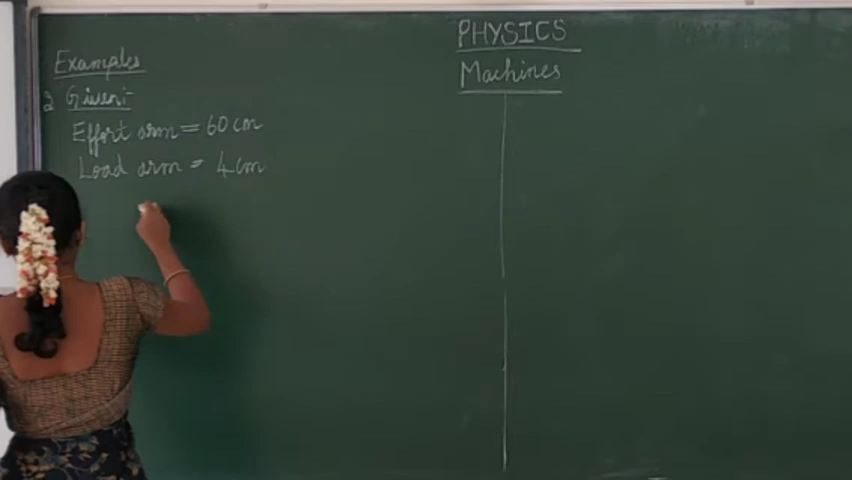 PHYSICS
Machines
Examples
2 Given:-
Effort arm = 60 cm
Load arm = 4 cm